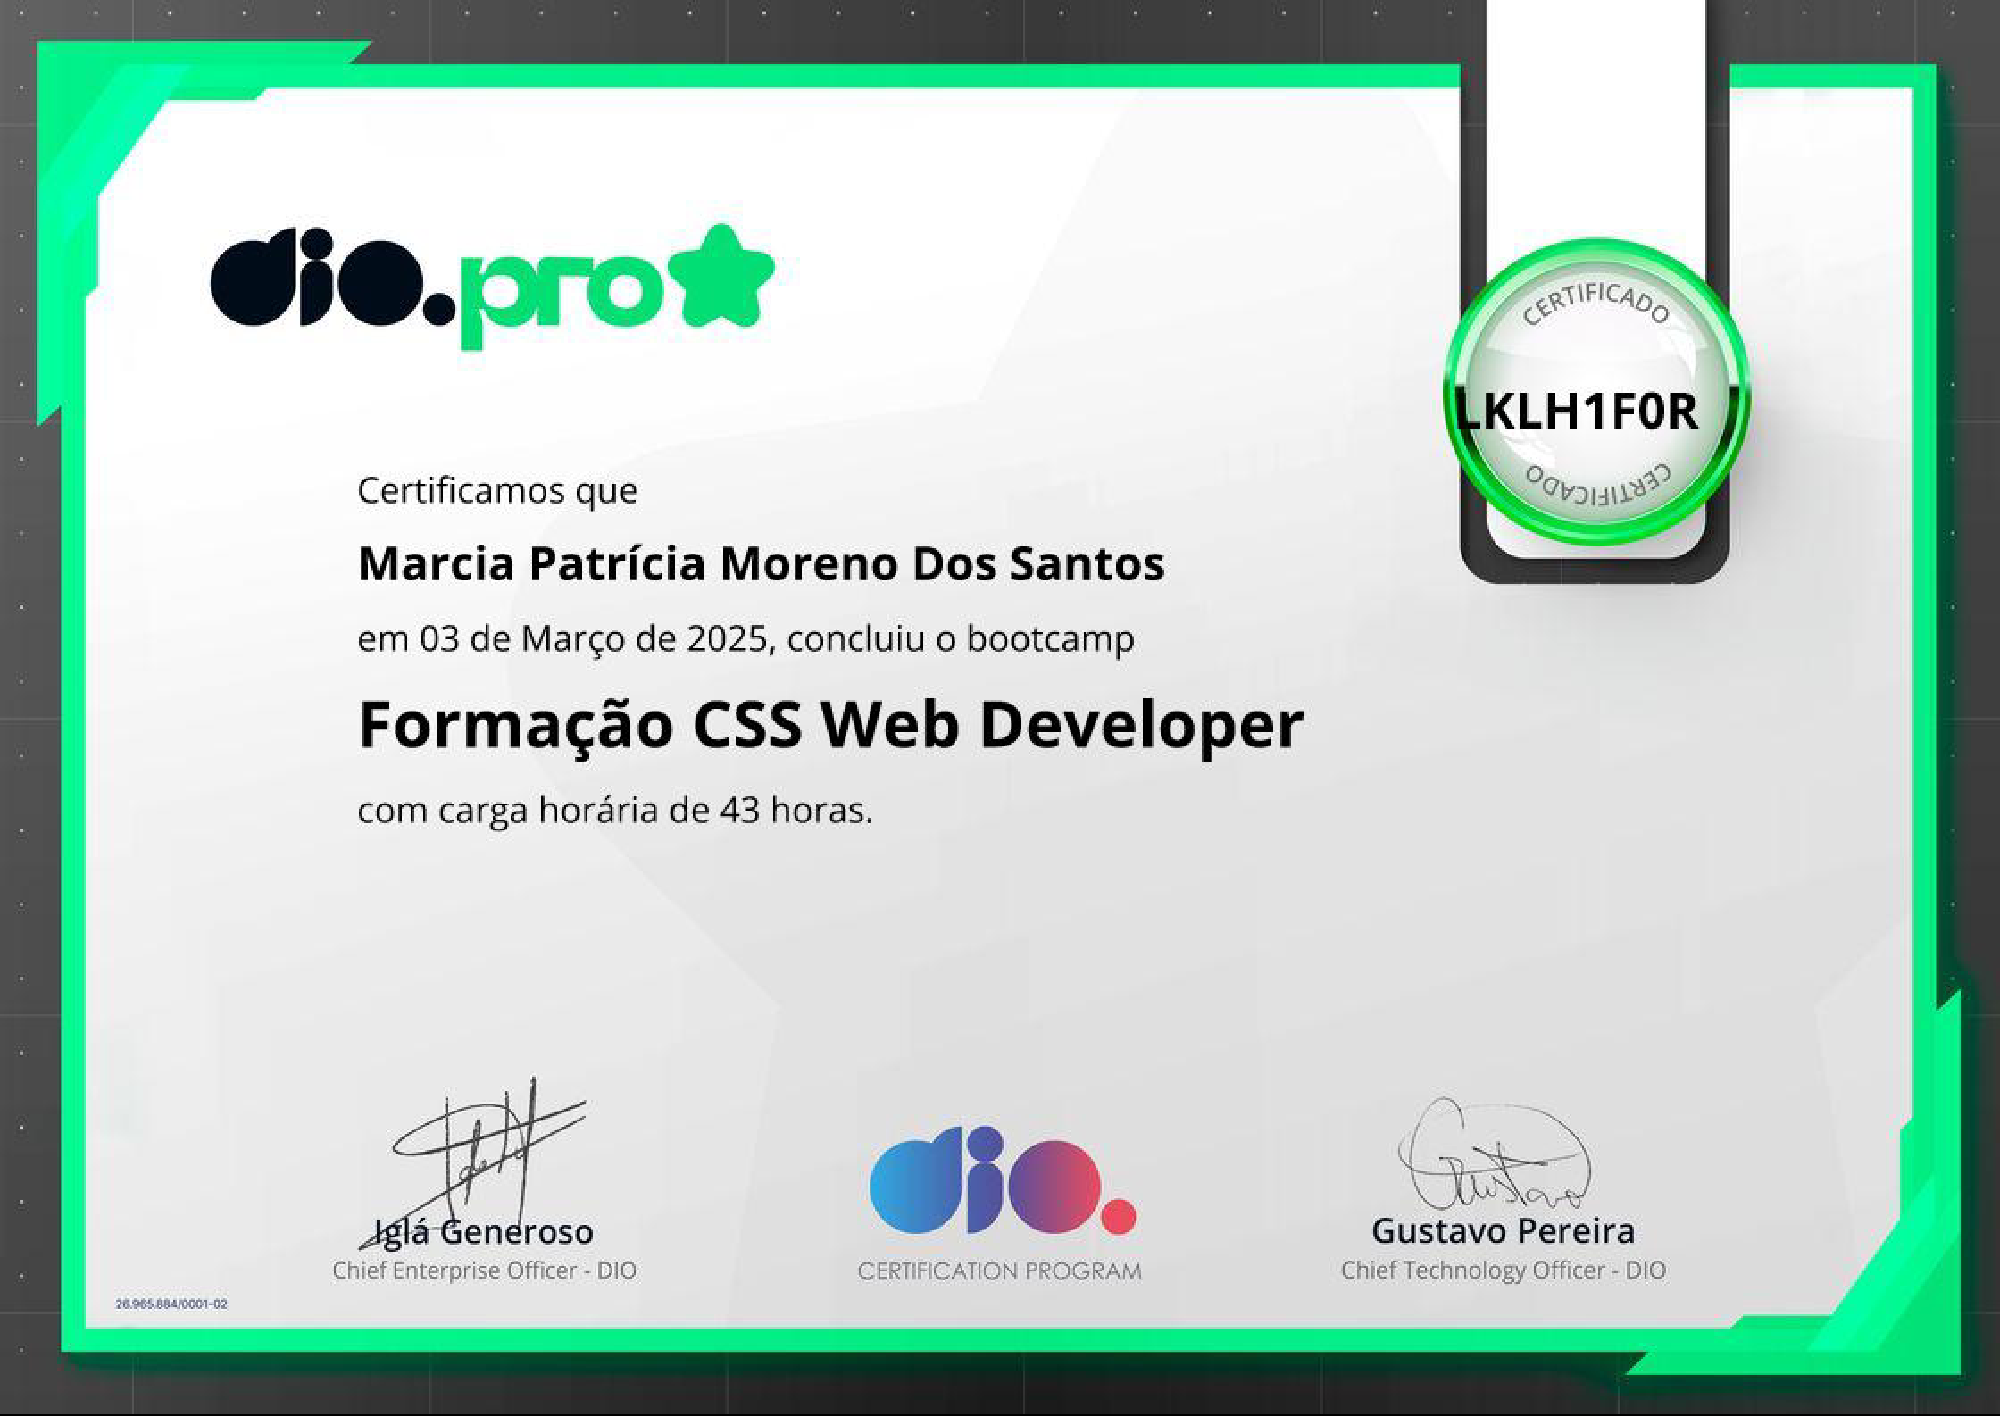 dio.pro
CERTIFICADO
LKLH1F0R
CERTIFICADO
Certificamos que
Marcia Patrícia Moreno Dos Santos
em 03 de Março de 2025, concluiu o bootcamp
Formação CSS Web Developer
com carga horária de 43 horas.
Iglá Generoso
Chief Enterprise Officer - DIO
dio.
CERTIFICATION PROGRAM
Gustavo
Gustavo Pereira
Chief Technology Officer - DIO
26.965.884/0001-02